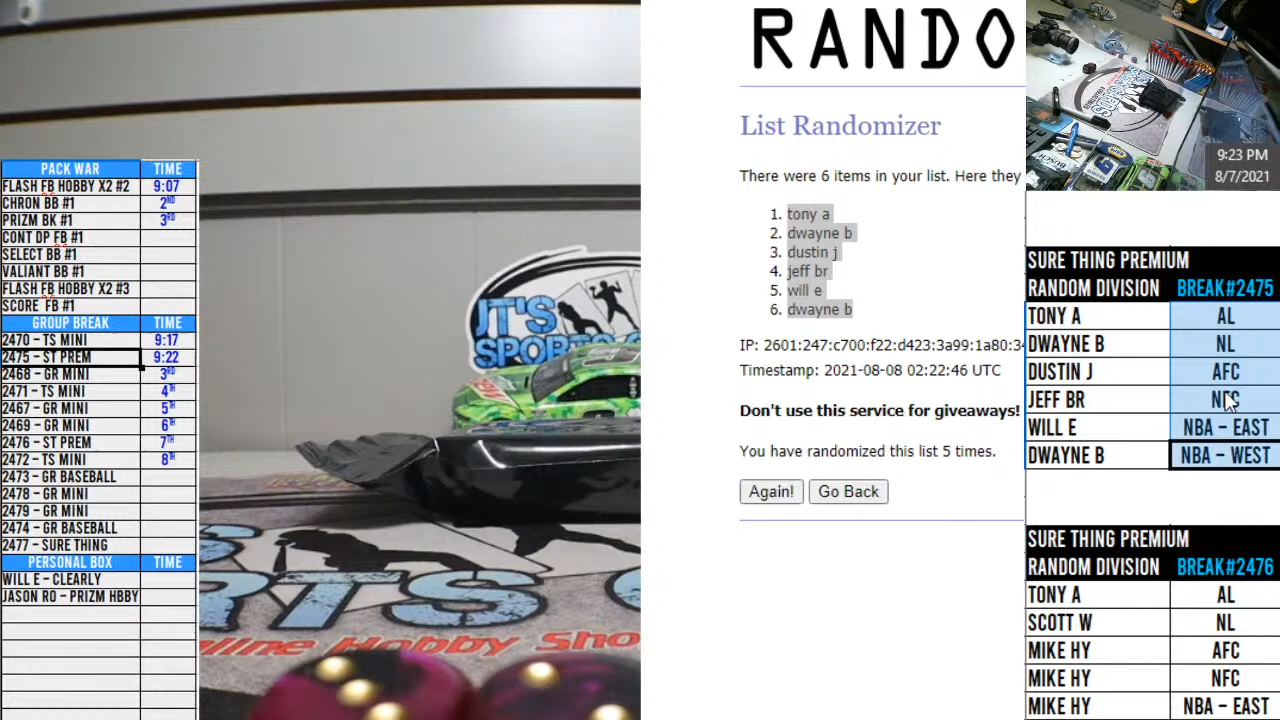 PACK WAR TIME
FLASH FB HOBBY X2 #2 9:07
CHRON BB #1 2ND
PRIZM BK #1 3RD
CONT DP FB #1
SELECT BB #1
VALIANT BB #1
FLASH FB HOBBY X2 #3
SCORE FB #1
GROUP BREAK TIME
2470 – TS MINI 9:17
2475 – ST PREM 9:22
2468 – GR MINI 3RD
2471 – TS MINI 4TH
2467 – GR MINI 5TH
2469 – GR MINI 6TH
2476 – ST PREM 7TH
2472 – TS MINI 8TH
2473 – GR BASEBALL
2478 – GR MINI
2479 – GR MINI
2474 – GR BASEBALL
2477 – SURE THING
PERSONAL BOX TIME
WILL E – CLEARLY
JASON RO – PRIZM HBBY
JT'S
SPORTS
RTS
nline Hobby Sho
RANDO
List Randomizer
There were 6 items in your list. Here they
1. tony a
2. dwayne b
3. dustin j
4. jeff br
5. will e
6. dwayne b
IP: 2601:247:c700:f22:d423:3a99:1a80:34
Timestamp: 2021-08-08 02:22:46 UTC
Don't use this service for giveaways!
You have randomized this list 5 times.
Again! Go Back
9:23 PM
8/7/2021
SURE THING PREMIUM
RANDOM DIVISION BREAK#2475
TONY A AL
DWAYNE B NL
DUSTIN J AFC
JEFF BR NFC
WILL E NBA – EAST
DWAYNE B NBA – WEST
SURE THING PREMIUM
RANDOM DIVISION BREAK#2476
TONY A AL
SCOTT W NL
MIKE HY AFC
MIKE HY NFC
MIKE HY NBA – EAST